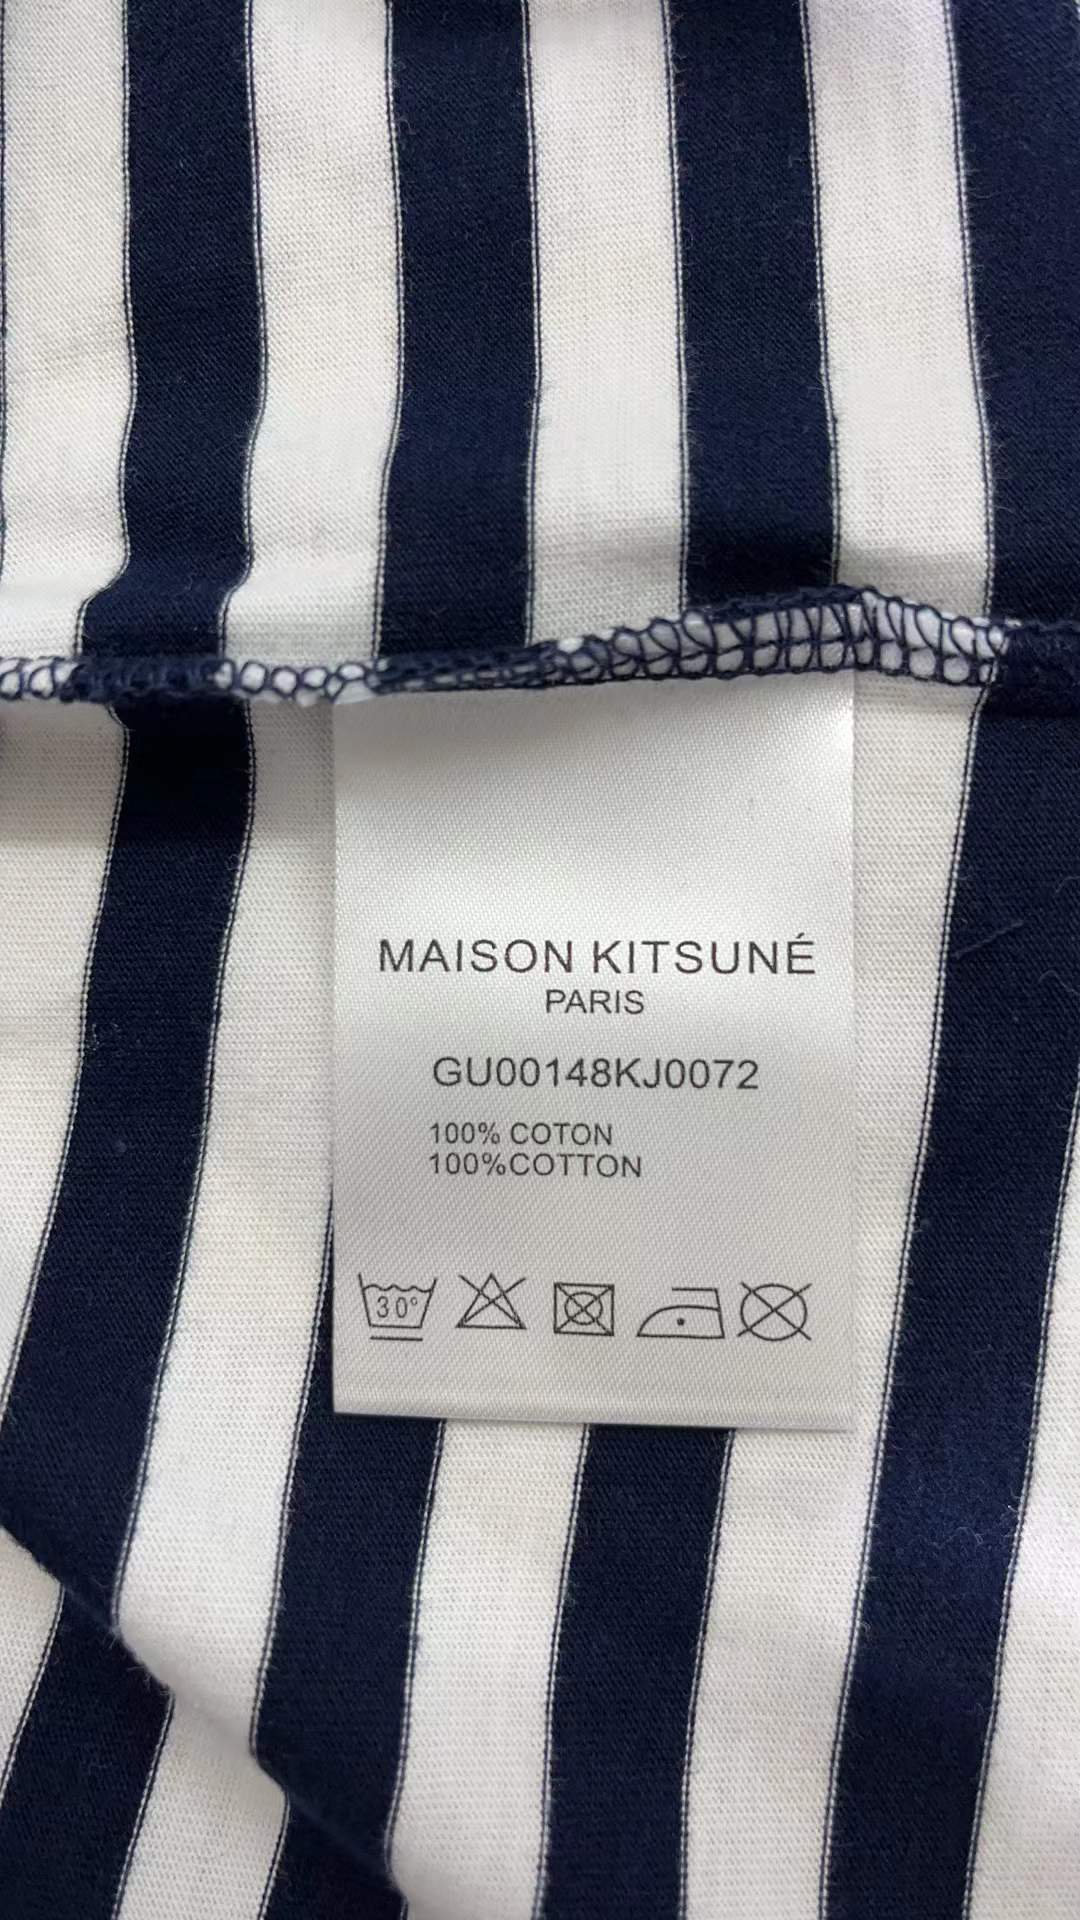 MAISON KITSUNÉ
PARIS
GU00148KJ0072
100% COTON
100%COTTON
30°